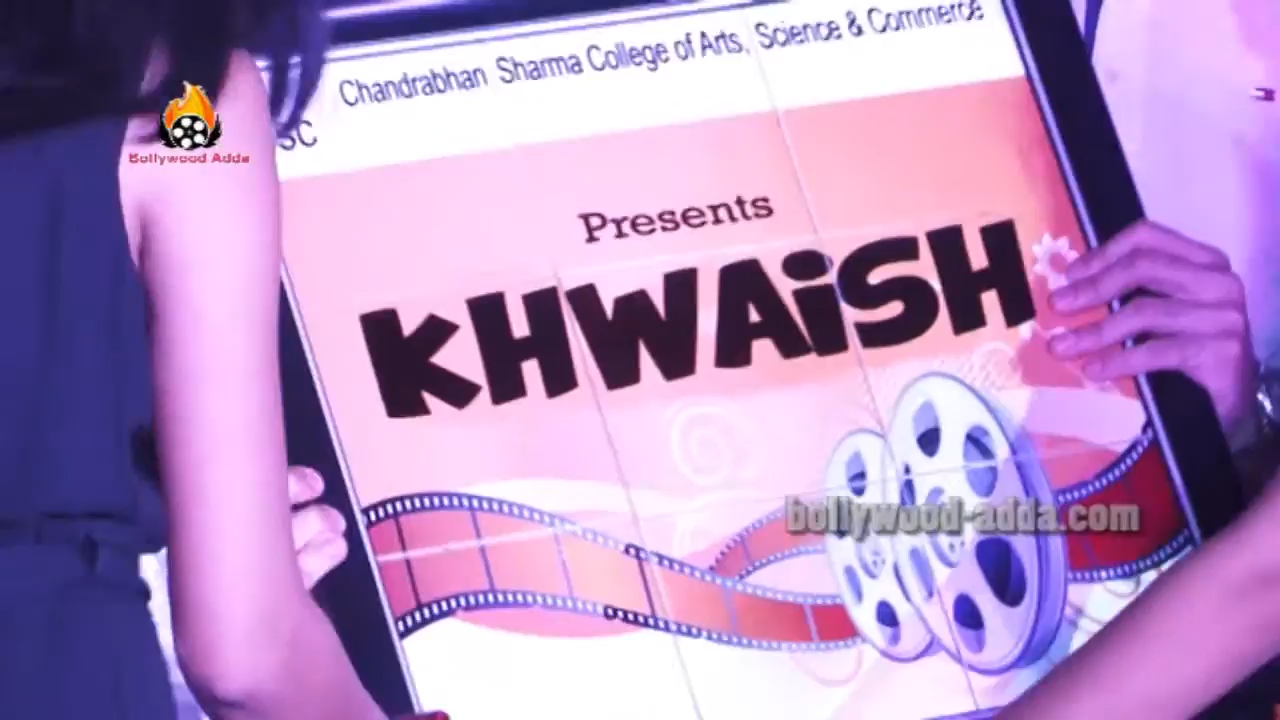 Chandrabhan Sharma College of Arts, Science & Commerce
SC
Bollywood Adda
Presents
KHWAiSH
bollywood-adda.com